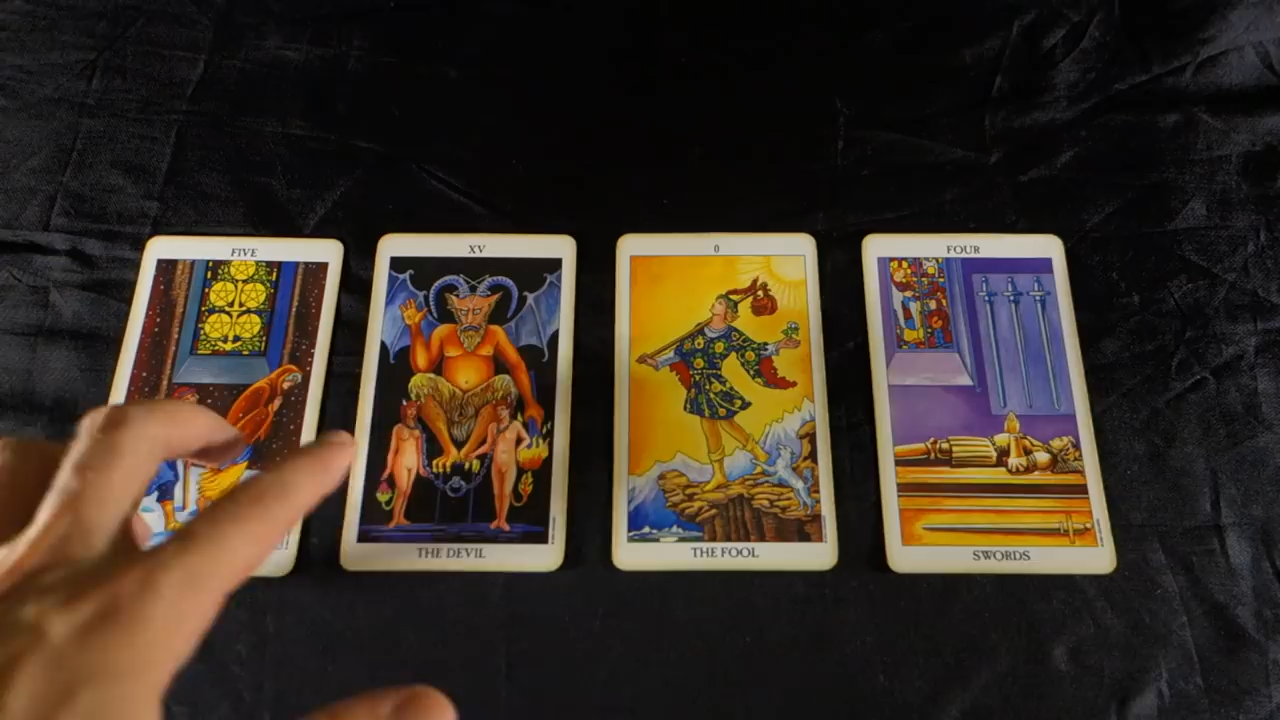 FIVE
XV
THE DEVIL
0
THE FOOL
FOUR
SWORDS